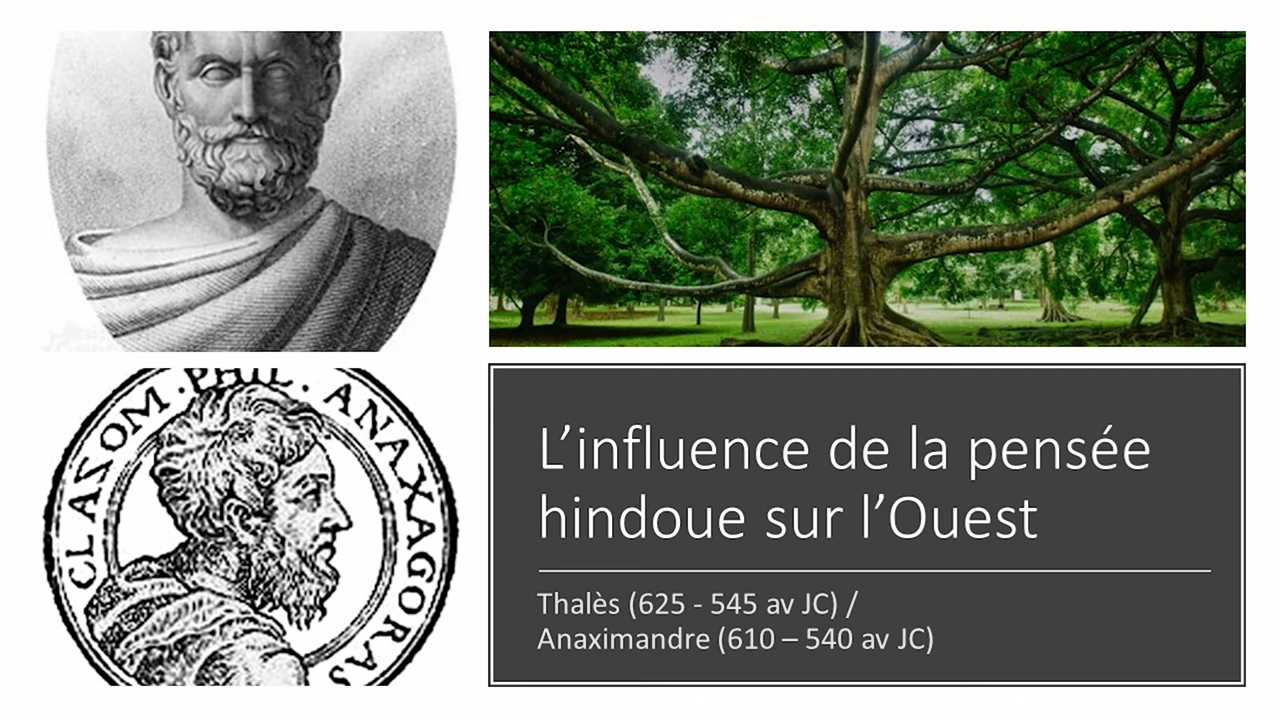 CLAZOM · PHIL · ANAXAGORAS
L’influence de la pensée
hindoue sur l’Ouest
Thalès (625 - 545 av JC) /
Anaximandre (610 – 540 av JC)